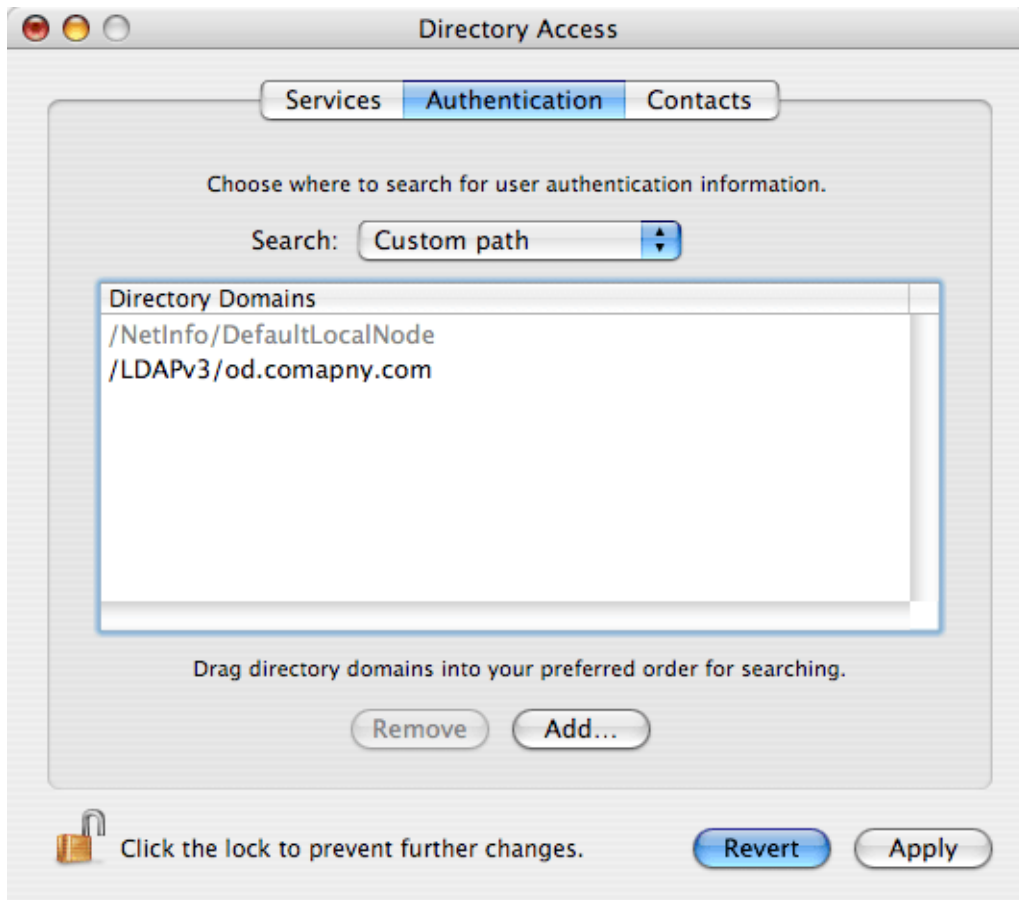 Directory Access
Services Authentication Contacts
Choose where to search for user authentication information.
Search: Custom path
Directory Domains
/NetInfo/DefaultLocalNode
/LDAPv3/od.comapny.com
Drag directory domains into your preferred order for searching.
Remove Add...
Click the lock to prevent further changes. Revert Apply